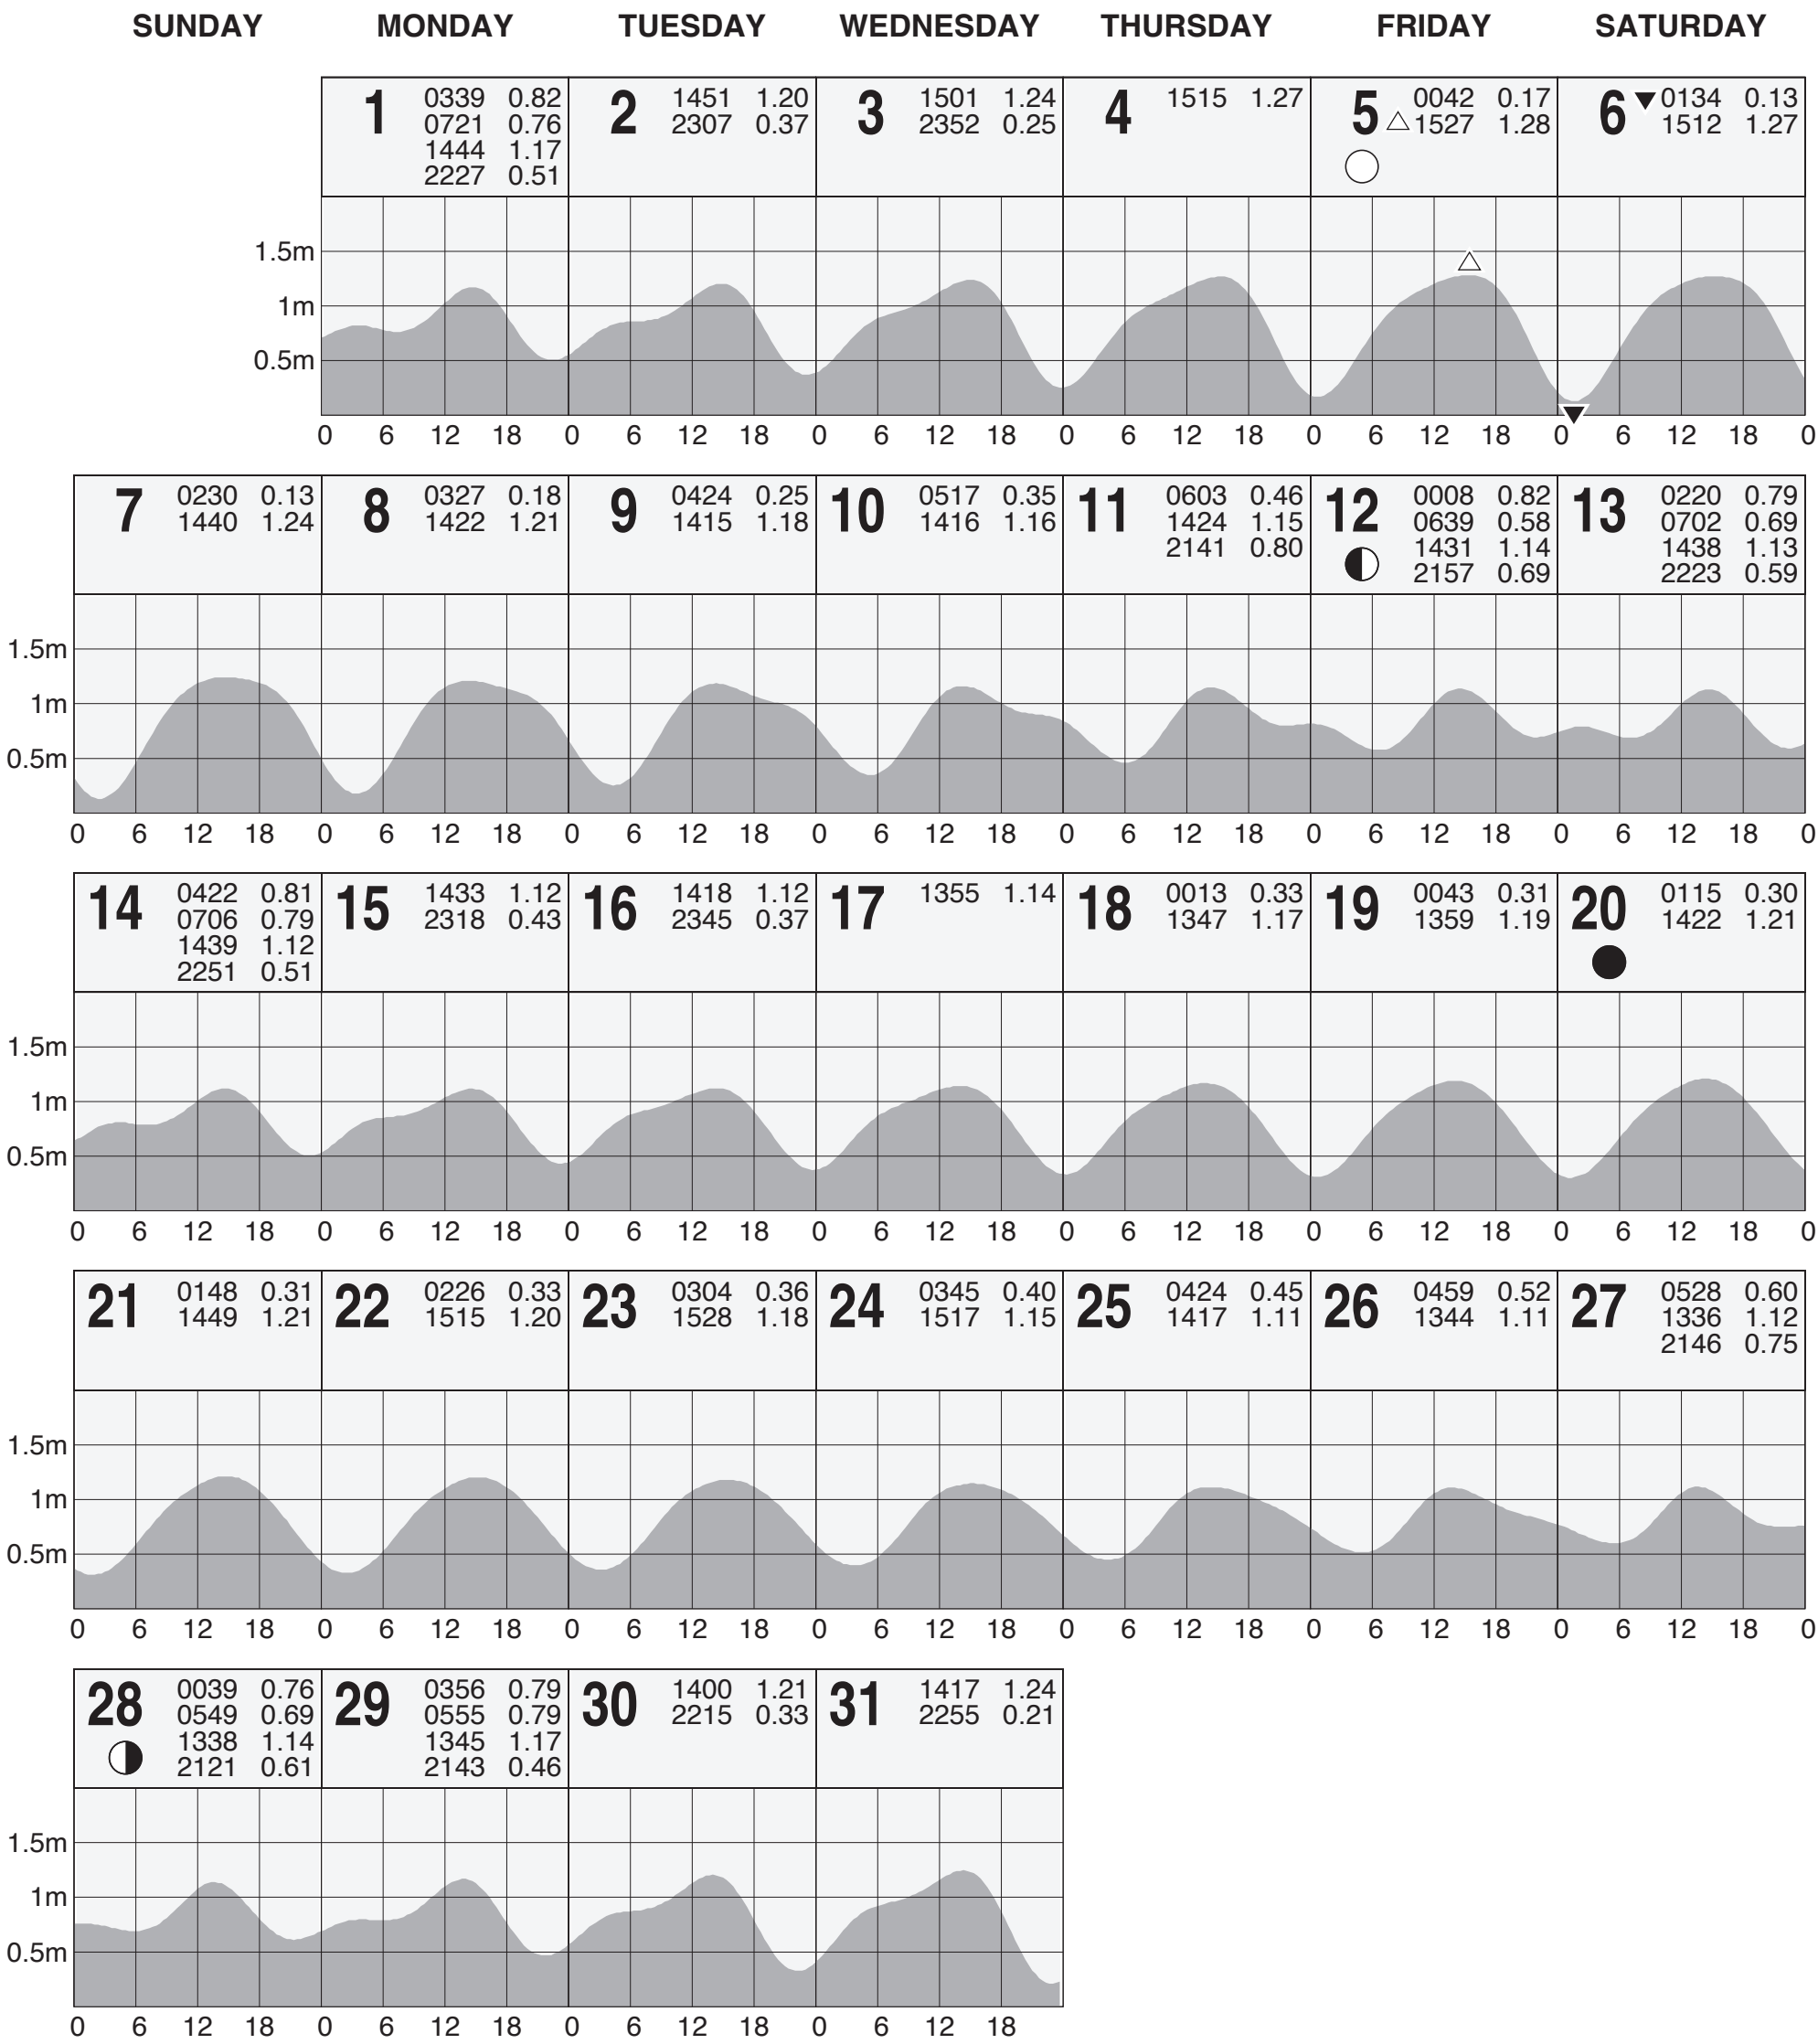 SUNDAY MONDAY TUESDAY WEDNESDAY THURSDAY FRIDAY SATURDAY
1 0339 0.82
0721 0.76
1444 1.17
2227 0.51
2 1451 1.20
2307 0.37
3 1501 1.24
2352 0.25
4 1515 1.27
5 0042 0.17
1527 1.28
6 0134 0.13
1512 1.27
1.5m
1m
0.5m
0 6 12 18 0 6 12 18 0 6 12 18 0 6 12 18 0 6 12 18 0 6 12 18 0
7 0230 0.13
1440 1.24
8 0327 0.18
1422 1.21
9 0424 0.25
1415 1.18
10 0517 0.35
1416 1.16
11 0603 0.46
1424 1.15
2141 0.80
12 0008 0.82
0639 0.58
1431 1.14
2157 0.69
13 0220 0.79
0702 0.69
1438 1.13
2223 0.59
1.5m
1m
0.5m
0 6 12 18 0 6 12 18 0 6 12 18 0 6 12 18 0 6 12 18 0 6 12 18 0 6 12 18 0
14 0422 0.81
0706 0.79
1439 1.12
2251 0.51
15 1433 1.12
2318 0.43
16 1418 1.12
2345 0.37
17 1355 1.14
18 0013 0.33
1347 1.17
19 0043 0.31
1359 1.19
20 0115 0.30
1422 1.21
1.5m
1m
0.5m
0 6 12 18 0 6 12 18 0 6 12 18 0 6 12 18 0 6 12 18 0 6 12 18 0 6 12 18 0
21 0148 0.31
1449 1.21
22 0226 0.33
1515 1.20
23 0304 0.36
1528 1.18
24 0345 0.40
1517 1.15
25 0424 0.45
1417 1.11
26 0459 0.52
1344 1.11
27 0528 0.60
1336 1.12
2146 0.75
1.5m
1m
0.5m
0 6 12 18 0 6 12 18 0 6 12 18 0 6 12 18 0 6 12 18 0 6 12 18 0 6 12 18 0
28 0039 0.76
0549 0.69
1338 1.14
2121 0.61
29 0356 0.79
0555 0.79
1345 1.17
2143 0.46
30 1400 1.21
2215 0.33
31 1417 1.24
2255 0.21
1.5m
1m
0.5m
0 6 12 18 0 6 12 18 0 6 12 18 0 6 12 18